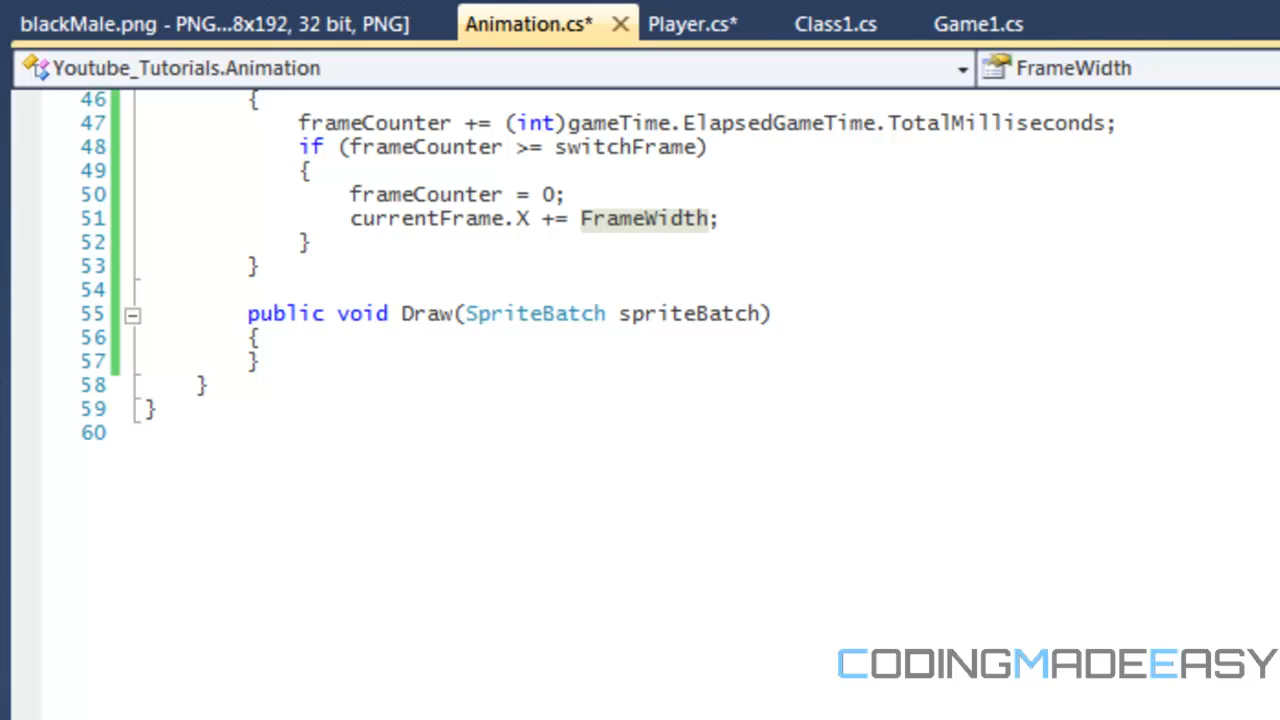 blackMale.png - PNG...8x192, 32 bit, PNG] Animation.cs* Player.cs* Class1.cs Game1.cs
Youtube_Tutorials.Animation FrameWidth
46 {
47 frameCounter += (int)gameTime.ElapsedGameTime.TotalMilliseconds;
48 if (frameCounter >= switchFrame)
49 {
50 frameCounter = 0;
51 currentFrame.X += FrameWidth;
52 }
53 }
54
55 public void Draw(SpriteBatch spriteBatch)
56 {
57 }
58 }
59 }
60
CODINGMADEEASY